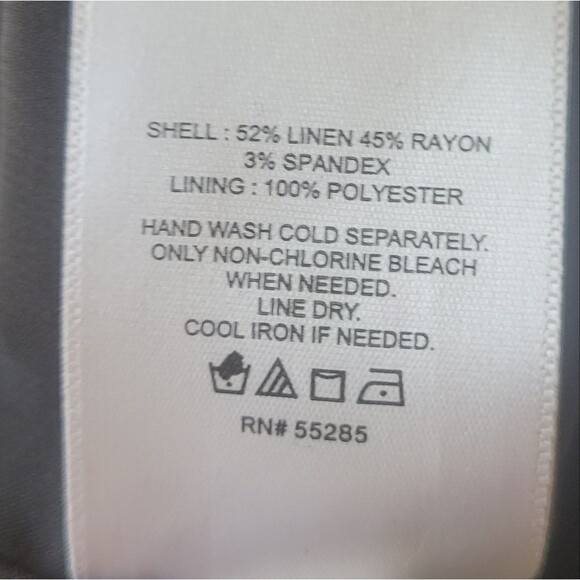 SHELL : 52% LINEN 45% RAYON
3% SPANDEX
LINING : 100% POLYESTER
HAND WASH COLD SEPARATELY.
ONLY NON-CHLORINE BLEACH
WHEN NEEDED.
LINE DRY.
COOL IRON IF NEEDED.
RN# 55285